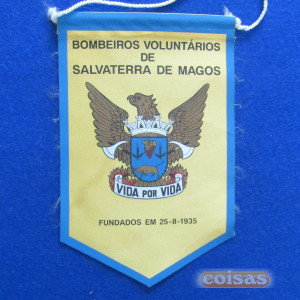 BOMBEIROS VOLUNTÁRIOS
DE
SALVATERRA DE MAGOS
VIDA POR VIDA
FUNDADOS EM 25-8-1935
coisas